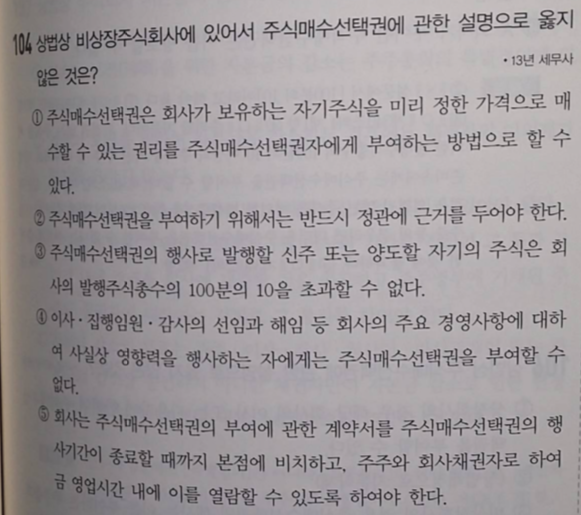 104 상법상 비상장주식회사에 있어서 주식매수선택권에 관한 설명으로 옳지
않은 것은?
• 13년 세무사
① 주식매수선택권은 회사가 보유하는 자기주식을 미리 정한 가격으로 매
수할 수 있는 권리를 주식매수선택권자에게 부여하는 방법으로 할 수
있다.
② 주식매수선택권을 부여하기 위해서는 반드시 정관에 근거를 두어야 한다.
③ 주식매수선택권의 행사로 발행할 신주 또는 양도할 자기의 주식은 회
사의 발행주식총수의 100분의 10을 초과할 수 없다.
④ 이사·집행임원·감사의 선임과 해임 등 회사의 주요 경영사항에 대하
여 사실상 영향력을 행사하는 자에게는 주식매수선택권을 부여할 수
없다.
⑤ 회사는 주식매수선택권의 부여에 관한 계약서를 주식매수선택권의 행
사기간이 종료할 때까지 본점에 비치하고, 주주와 회사채권자로 하여
금 영업시간 내에 이를 열람할 수 있도록 하여야 한다.